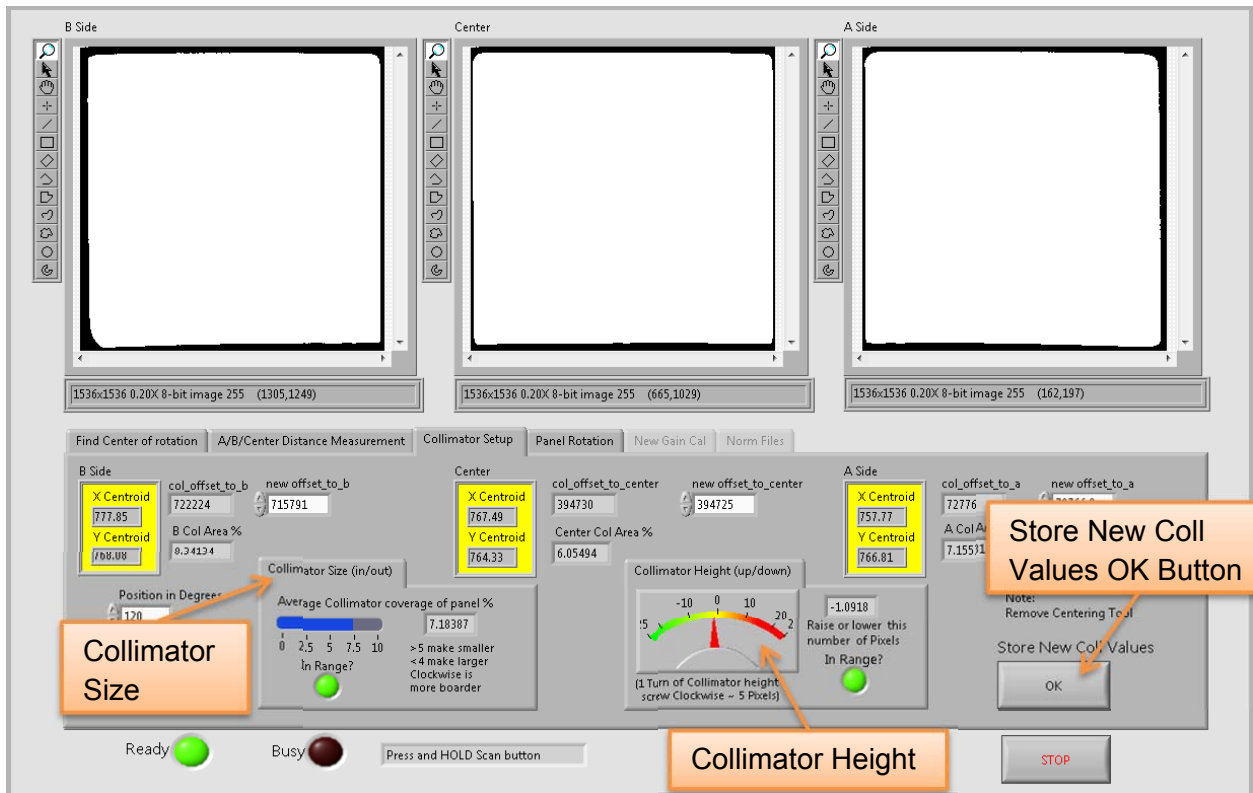 B Side
Center
A Side
1536x1536 0.20X 8-bit image 255 (1305,1249)
1536x1536 0.20X 8-bit image 255 (665,1029)
1536x1536 0.20X 8-bit image 255 (162,197)
Find Center of rotation
A/B/Center Distance Measurement
Collimator Setup
Panel Rotation
New Gain Cal
Norm Files
B Side
X Centroid
777.85
Y Centroid
768.08
col_offset_to_b
722224
new offset_to_b
715791
B Col Area %
8.34134
Center
X Centroid
767.49
Y Centroid
764.33
col_offset_to_center
394730
new offset_to_center
394725
Center Col Area %
6.05494
A Side
X Centroid
757.77
Y Centroid
766.81
col_offset_to_a
72776
new offset_to_a
A Col
7.15531
Position in Degrees
120
Collimator Size (in/out)
Average Collimator coverage of panel %
7.18387
0 2.5 5 7.5 10
In Range?
>5 make smaller
<4 make larger
Clockwise is
more boarder
Collimator Height (up/down)
-10 0 10 20
-1.0918
Raise or lower this
number of Pixels
In Range?
(1 Turn of Collimator height
screw Clockwise ~ 5 Pixels)
Note:
Remove Centering Tool
Store New Coll Values
OK
Store New Coll
Values OK Button
Collimator
Size
Collimator Height
Ready
Busy
Press and HOLD Scan button
STOP